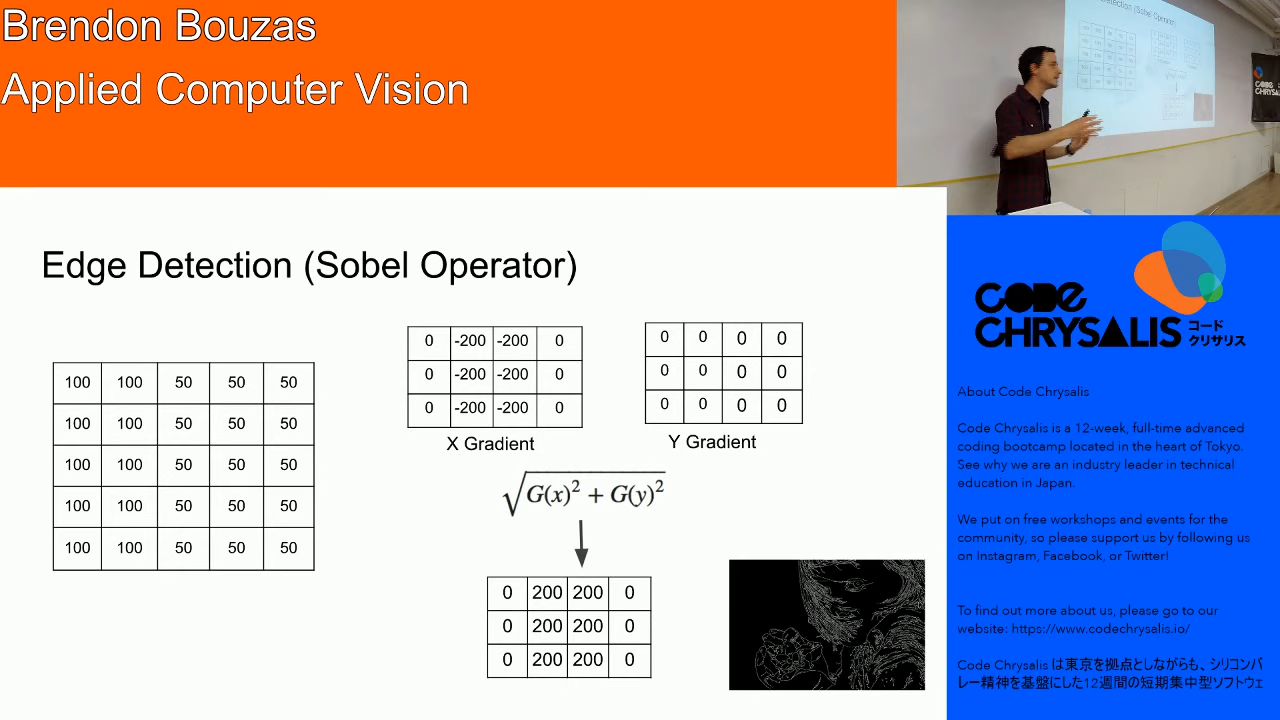 Brendon Bouzas
Applied Computer Vision
Edge Detection (Sobel Operator)
100 100 50 50 50
100 100 50 50 50
100 100 50 50 50
100 100 50 50 50
100 100 50 50 50
0 -200 -200 0
0 -200 -200 0
0 -200 -200 0
X Gradient
0 0 0 0
0 0 0 0
0 0 0 0
Y Gradient
√G(x)² + G(y)²
0 200 200 0
0 200 200 0
0 200 200 0
Detection (Sobel Operator)
CODE
CHRYSA
CODE
CHRYSALIS コード
クリサリス
About Code Chrysalis
Code Chrysalis is a 12-week, full-time advanced
coding bootcamp located in the heart of Tokyo.
See why we are an industry leader in technical
education in Japan.
We put on free workshops and events for the
community, so please support us by following us
on Instagram, Facebook, or Twitter!
To find out more about us, please go to our
website: https://www.codechrysalis.io/
Code Chrysalis は東京を拠点としながらも、シリコンバ
レー精神を基盤にした12週間の短期集中型ソフトウェ